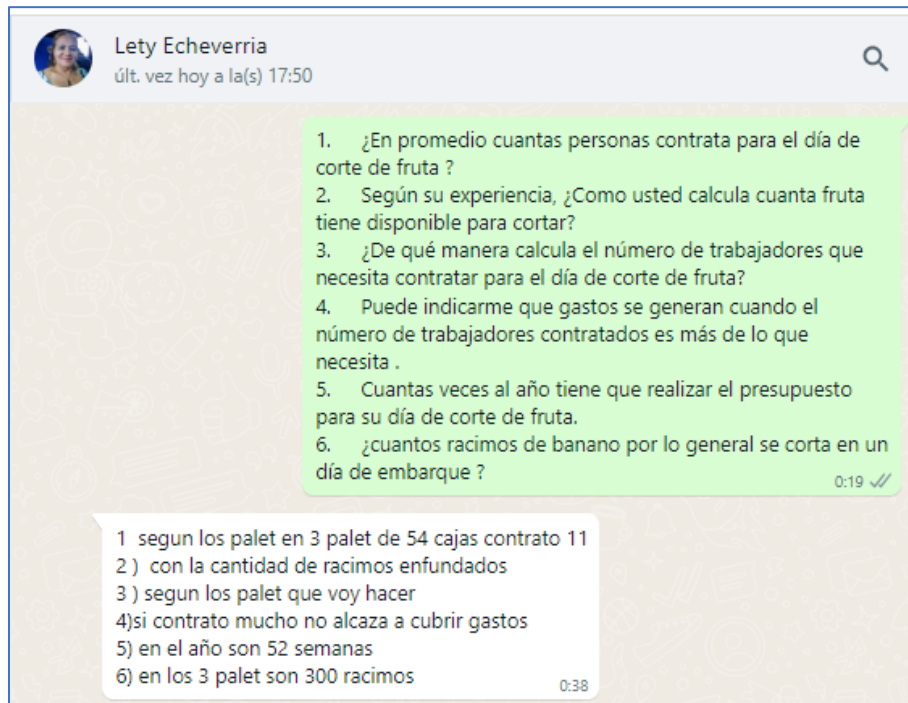 Lety Echeverria
últ. vez hoy a la(s) 17:50
1. ¿En promedio cuantas personas contrata para el día de
corte de fruta ?
2. Según su experiencia, ¿Como usted calcula cuanta fruta
tiene disponible para cortar?
3. ¿De qué manera calcula el número de trabajadores que
necesita contratar para el día de corte de fruta?
4. Puede indicarme que gastos se generan cuando el
número de trabajadores contratados es más de lo que
necesita .
5. Cuantas veces al año tiene que realizar el presupuesto
para su día de corte de fruta.
6. ¿cuantos racimos de banano por lo general se corta en un
día de embarque ?
0:19
1 segun los palet en 3 palet de 54 cajas contrato 11
2 ) con la cantidad de racimos enfundados
3 ) segun los palet que voy hacer
4)si contrato mucho no alcaza a cubrir gastos
5) en el año son 52 semanas
6) en los 3 palet son 300 racimos
0:38